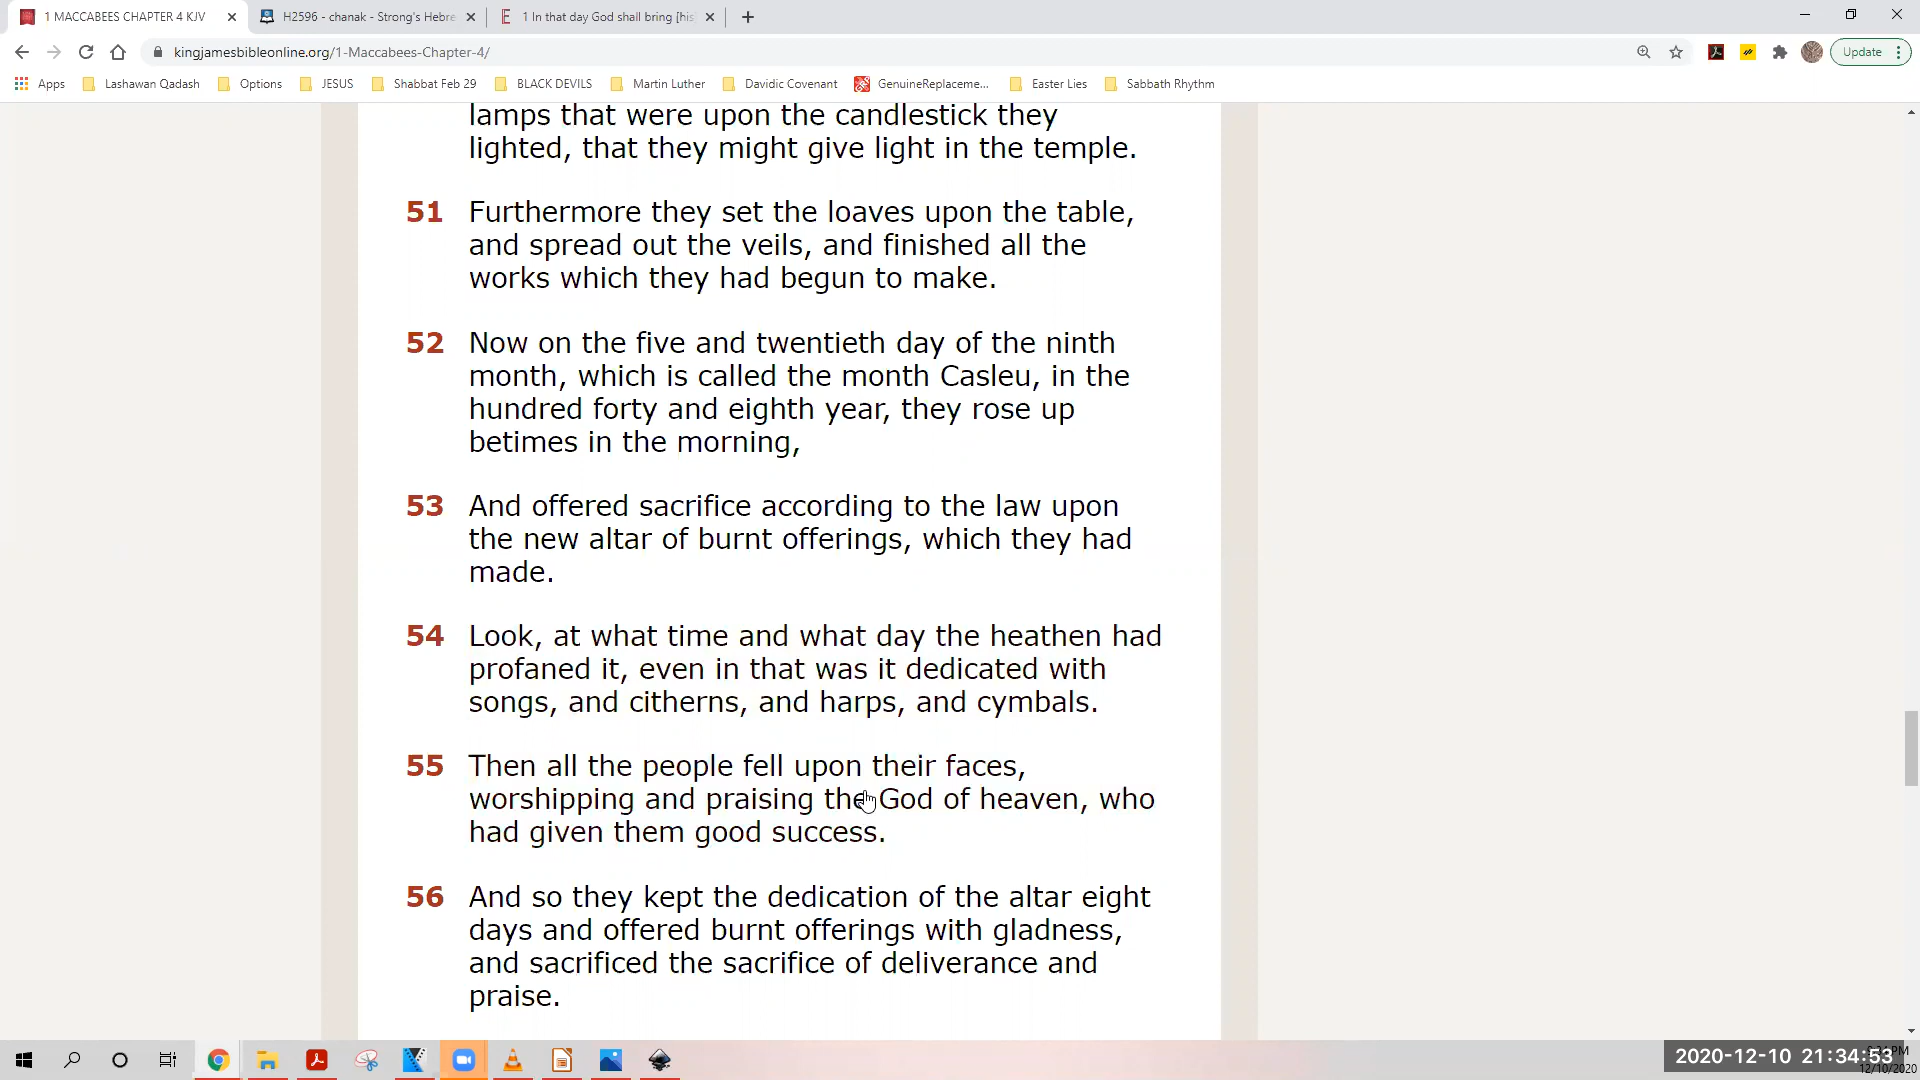 1 MACCABEES CHAPTER 4 KJV
H2596 - chanak - Strong's Hebre
1 In that day God shall bring [his
kingjamesbibleonline.org/1-Maccabees-Chapter-4/
Update
Apps
Lashawan Qadash
Options
JESUS
Shabbat Feb 29
BLACK DEVILS
Martin Luther
Davidic Covenant
GenuineReplaceme...
Easter Lies
Sabbath Rhythm
lamps that were upon the candlestick they
lighted, that they might give light in the temple.
51 Furthermore they set the loaves upon the table,
and spread out the veils, and finished all the
works which they had begun to make.
52 Now on the five and twentieth day of the ninth
month, which is called the month Casleu, in the
hundred forty and eighth year, they rose up
betimes in the morning,
53 And offered sacrifice according to the law upon
the new altar of burnt offerings, which they had
made.
54 Look, at what time and what day the heathen had
profaned it, even in that was it dedicated with
songs, and citherns, and harps, and cymbals.
55 Then all the people fell upon their faces,
worshipping and praising the God of heaven, who
had given them good success.
56 And so they kept the dedication of the altar eight
days and offered burnt offerings with gladness,
and sacrificed the sacrifice of deliverance and
praise.
2020-12-10 21:34:53
12/10/2020